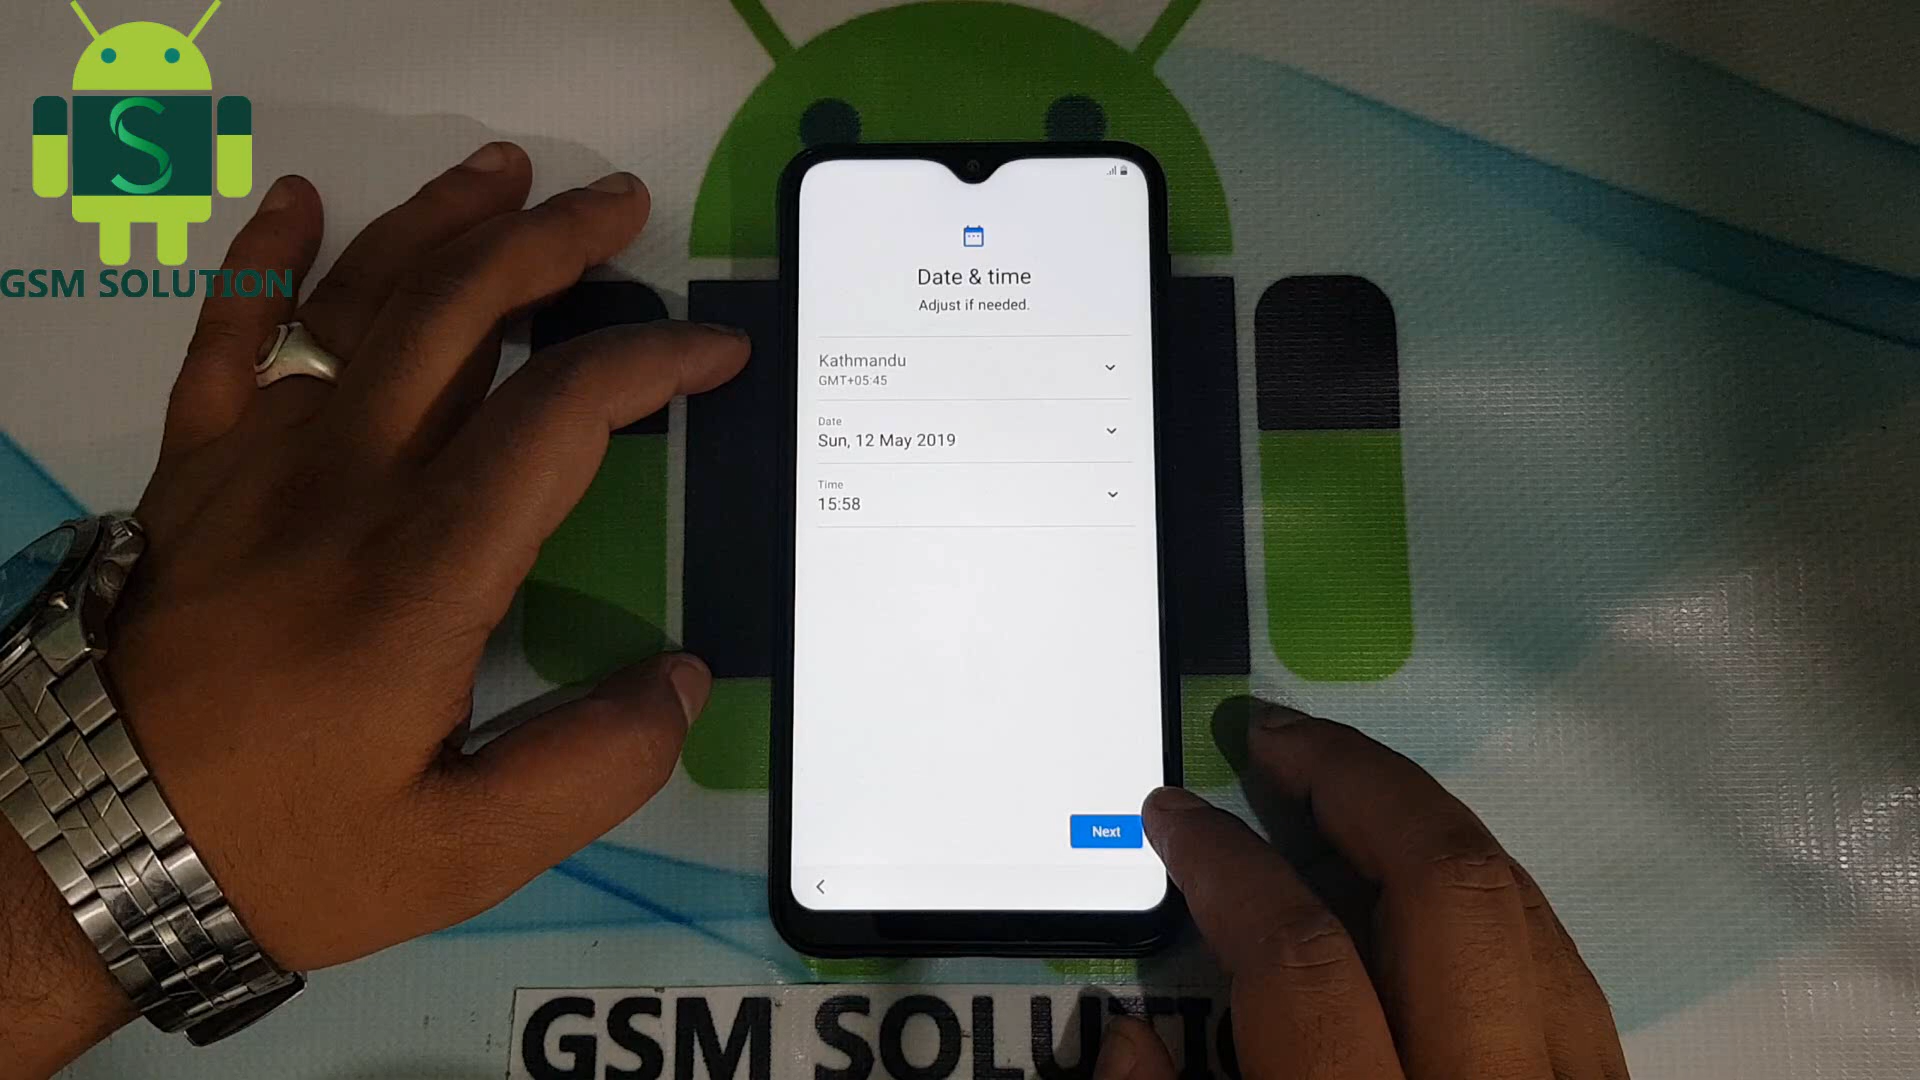 S
GSM SOLUTION
Date & time
Adjust if needed.
Kathmandu
GMT+05:45
Date
Sun, 12 May 2019
Time
15:58
Next
GSM SOLUTIO